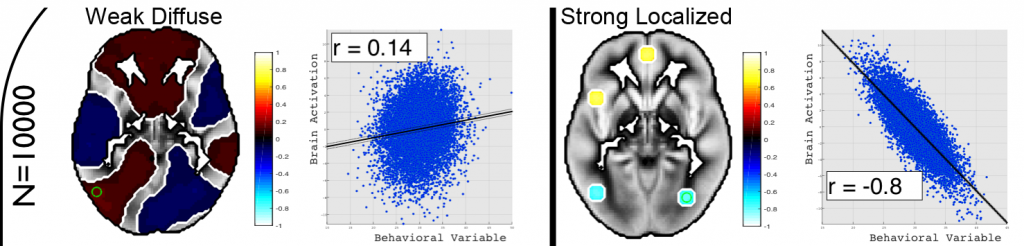 Weak Diffuse
Strong Localized
N=10000
1
0.8
0.6
0.4
0.2
0
-0.2
-0.4
-0.6
-0.8
-1
r = 0.14
Brain Activation
Behavioral Variable
1
0.8
0.6
0.4
0.2
0
-0.2
-0.4
-0.6
-0.8
-1
r = -0.8
Brain Activation
Behavioral Variable